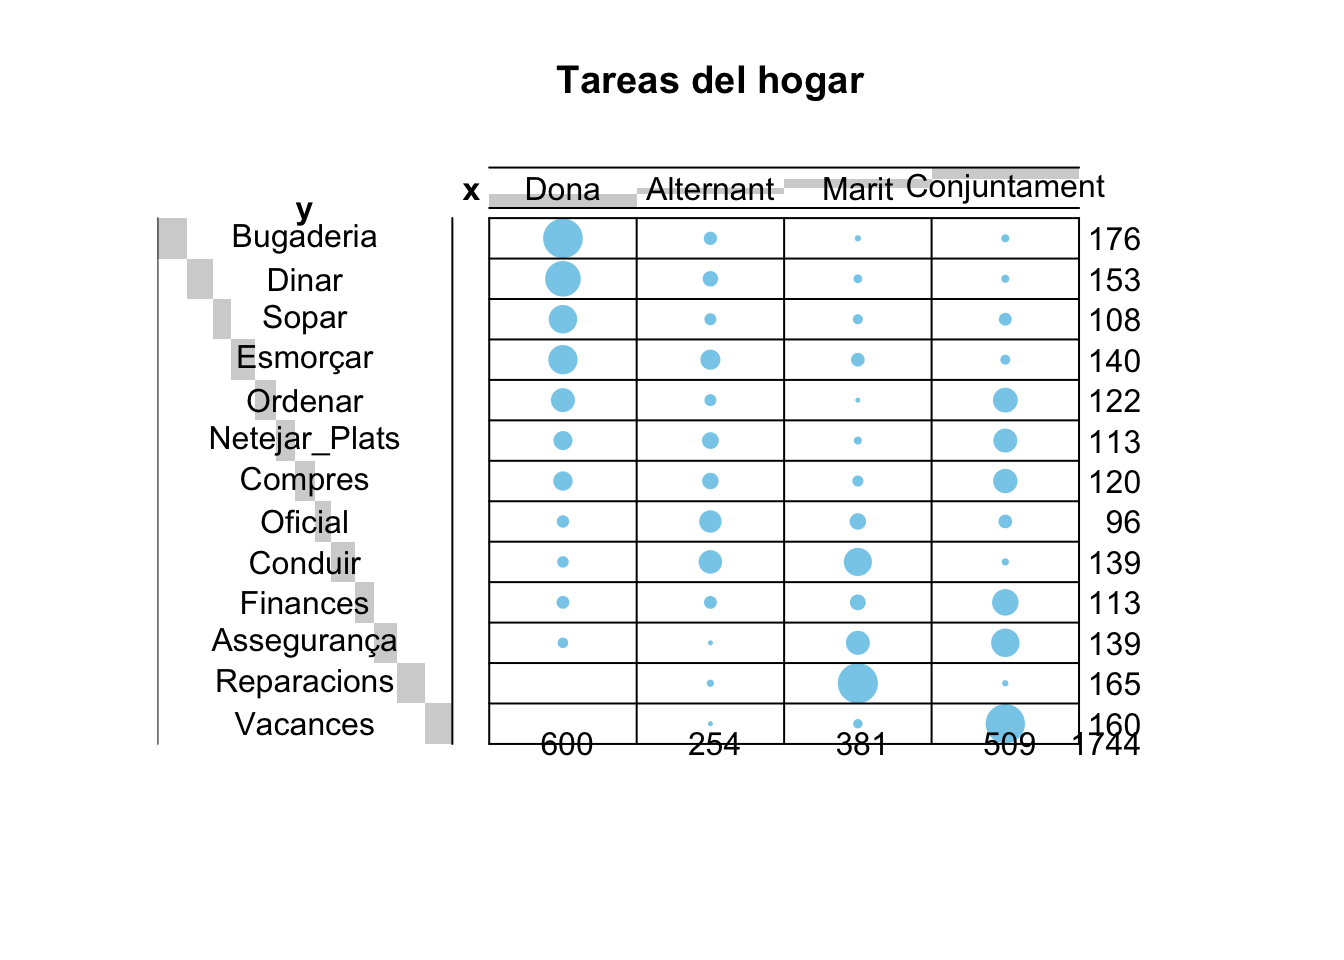 Tareas del hogar
x Dona Alternant Marit Conjuntament
y
Bugaderia 176
Dinar 153
Sopar 108
Esmorçar 140
Ordenar 122
Netejar_Plats 113
Compres 120
Oficial 96
Conduir 139
Finances 113
Assegurança 139
Reparacions 165
Vacances 160
600 254 381 509 1744